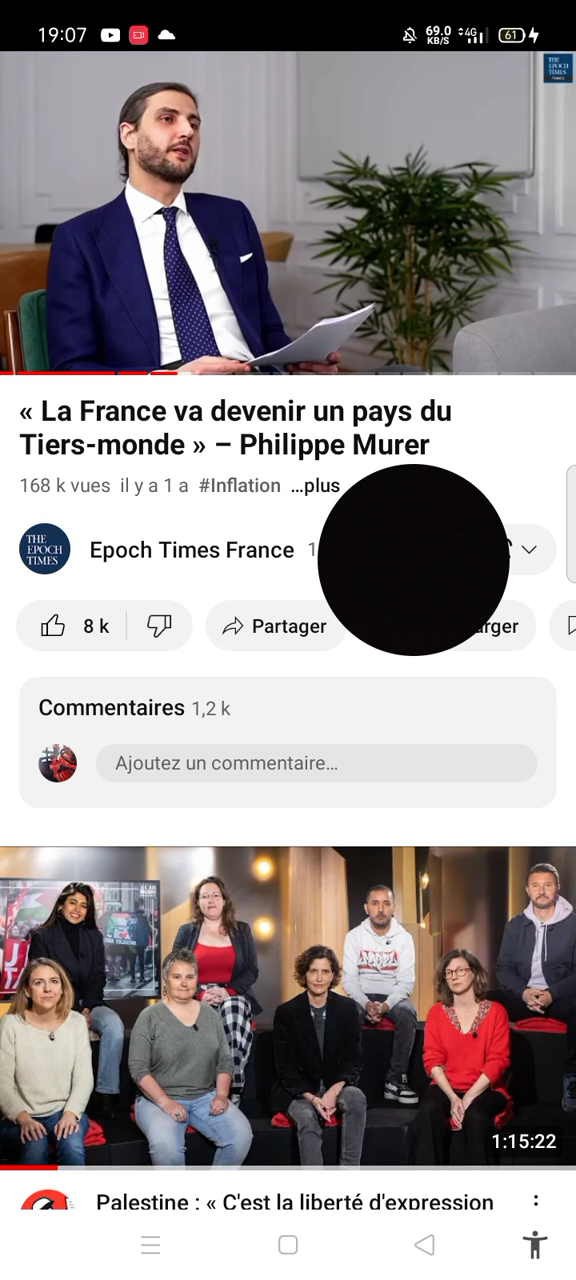 19:07
69.0
KB/S
4G
61
THE
EPOCH
TIMES
« La France va devenir un pays du
Tiers-monde » – Philippe Murer
168 k vues il y a 1 a #Inflation ...plus
THE
EPOCH
TIMES
Epoch Times France
8 k
Partager
Commentaires 1,2 k
Ajoutez un commentaire...
1:15:22
Palestine : « C'est la liberté d'expression